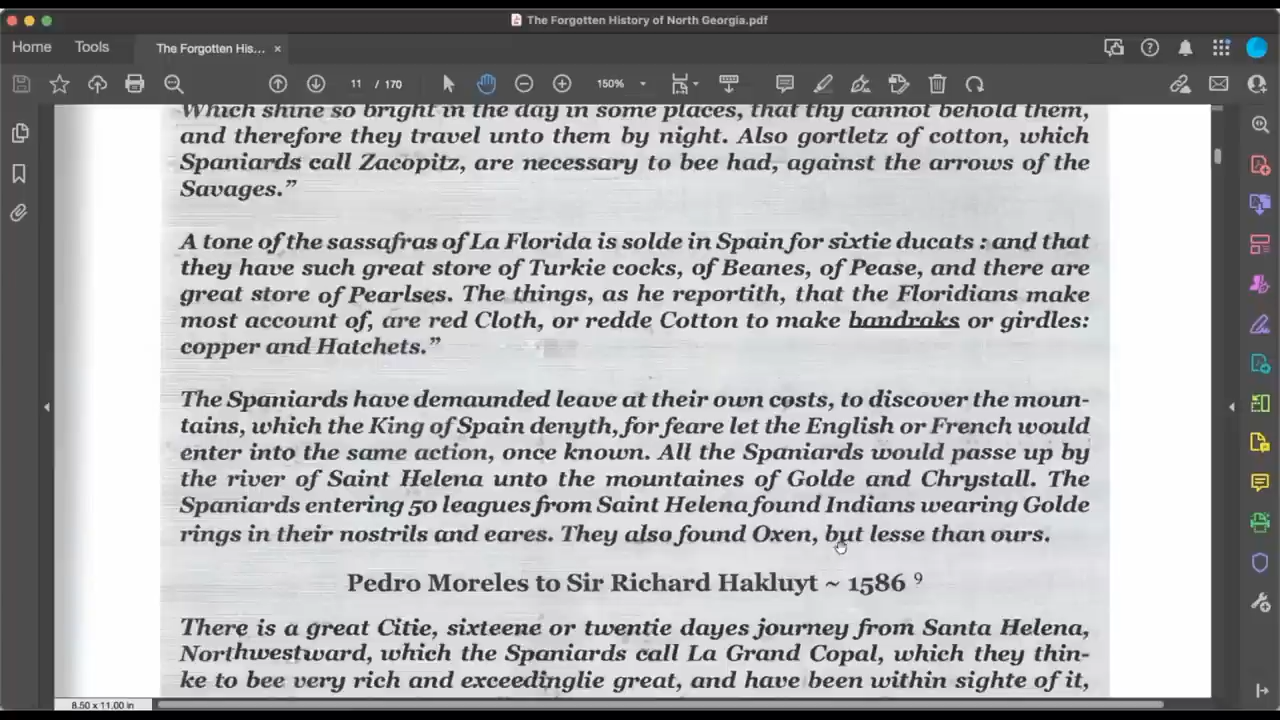 The Forgotten History of North Georgia.pdf
Home Tools The Forgotten His... ×
11 / 170 150%
Which shine so bright in the day in some places, that thy cannot behold them,
and therefore they travel unto them by night. Also gortletz of cotton, which
Spaniards call Zacopitz, are necessary to bee had, against the arrows of the
Savages.”
A tone of the sassafras of La Florida is solde in Spain for sixtie ducats : and that
they have such great store of Turkie cocks, of Beanes, of Pease, and there are
great store of Pearlses. The things, as he reportith, that the Floridians make
most account of, are red Cloth, or redde Cotton to make bandraks or girdles:
copper and Hatchets.”
The Spaniards have demaunded leave at their own costs, to discover the moun-
tains, which the King of Spain denyth, for feare let the English or French would
enter into the same action, once known. All the Spaniards would passe up by
the river of Saint Helena unto the mountaines of Golde and Chrystall. The
Spaniards entering 50 leagues from Saint Helena found Indians wearing Golde
rings in their nostrils and eares. They also found Oxen, but lesse than ours.
Pedro Moreles to Sir Richard Hakluyt ~ 1586 9
There is a great Citie, sixteene or twentie dayes journey from Santa Helena,
Northwestward, which the Spaniards call La Grand Copal, which they thin-
ke to bee very rich and exceedinglie great, and have been within sighte of it,
8.50 x 11.00 in